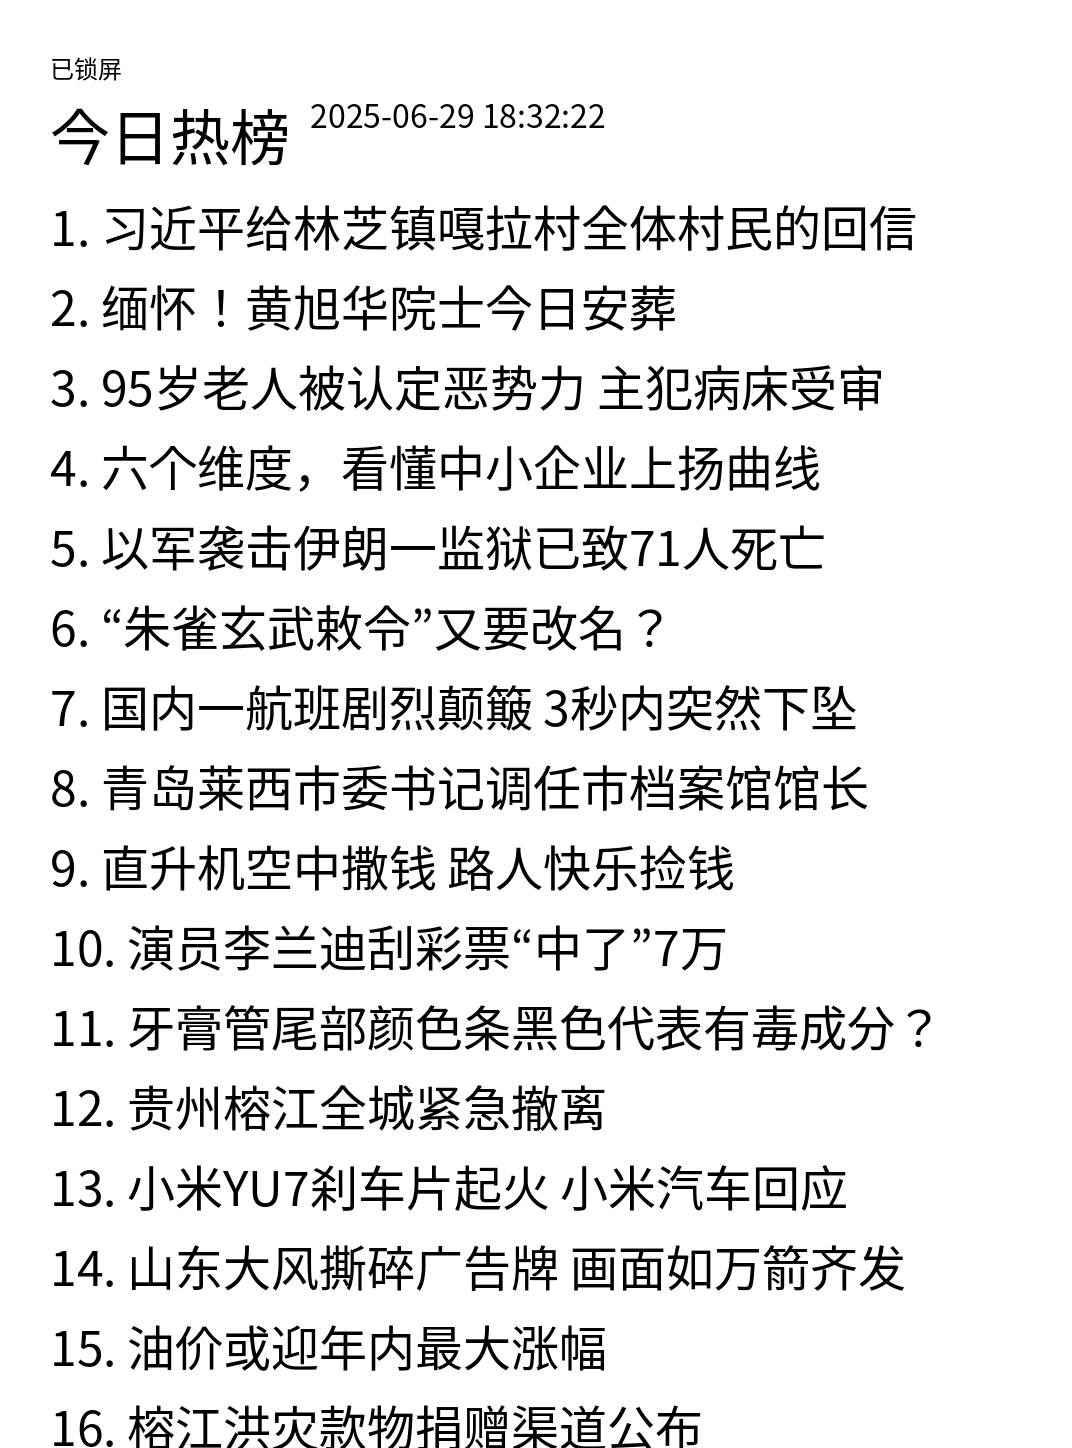 已锁屏
今日热榜 2025-06-29 18:32:22
1. 习近平给林芝镇嘎拉村全体村民的回信
2. 缅怀！黄旭华院士今日安葬
3. 95岁老人被认定恶势力 主犯病床受审
4. 六个维度，看懂中小企业上扬曲线
5. 以军袭击伊朗一监狱已致71人死亡
6. “朱雀玄武敕令”又要改名？
7. 国内一航班剧烈颠簸 3秒内突然下坠
8. 青岛莱西市委书记调任市档案馆馆长
9. 直升机空中撒钱 路人快乐捡钱
10. 演员李兰迪刮彩票“中了”7万
11. 牙膏管尾部颜色条黑色代表有毒成分？
12. 贵州榕江全城紧急撤离
13. 小米YU7刹车片起火 小米汽车回应
14. 山东大风撕碎广告牌 画面如万箭齐发
15. 油价或迎年内最大涨幅
16. 榕江洪灾款物捐赠渠道公布